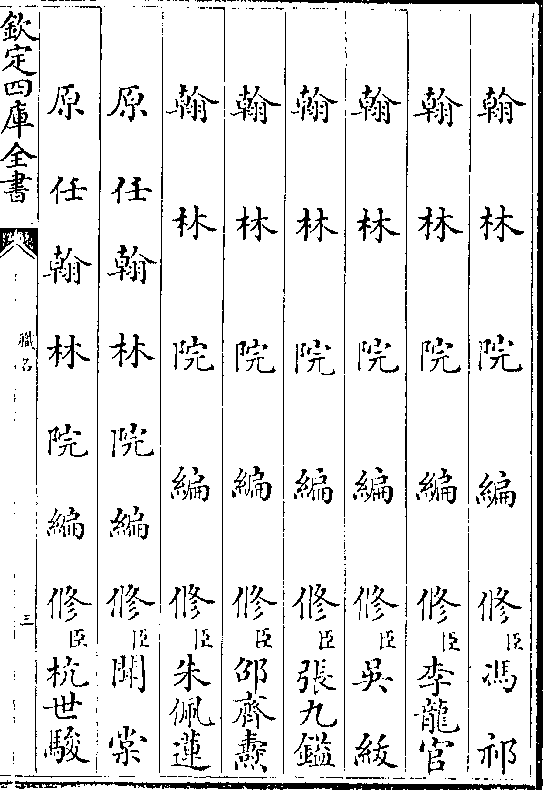 翰林院編修臣馮祁
翰林院編修臣李龍官
翰林院編修臣吳紱
翰林院編修臣張九鎰
翰林院編修臣邵齊燾
翰林院編修臣朱佩蓮
原任翰林院編修臣聞棠
原任翰林院編修臣杭世駿
欽定四庫全書
職名
三